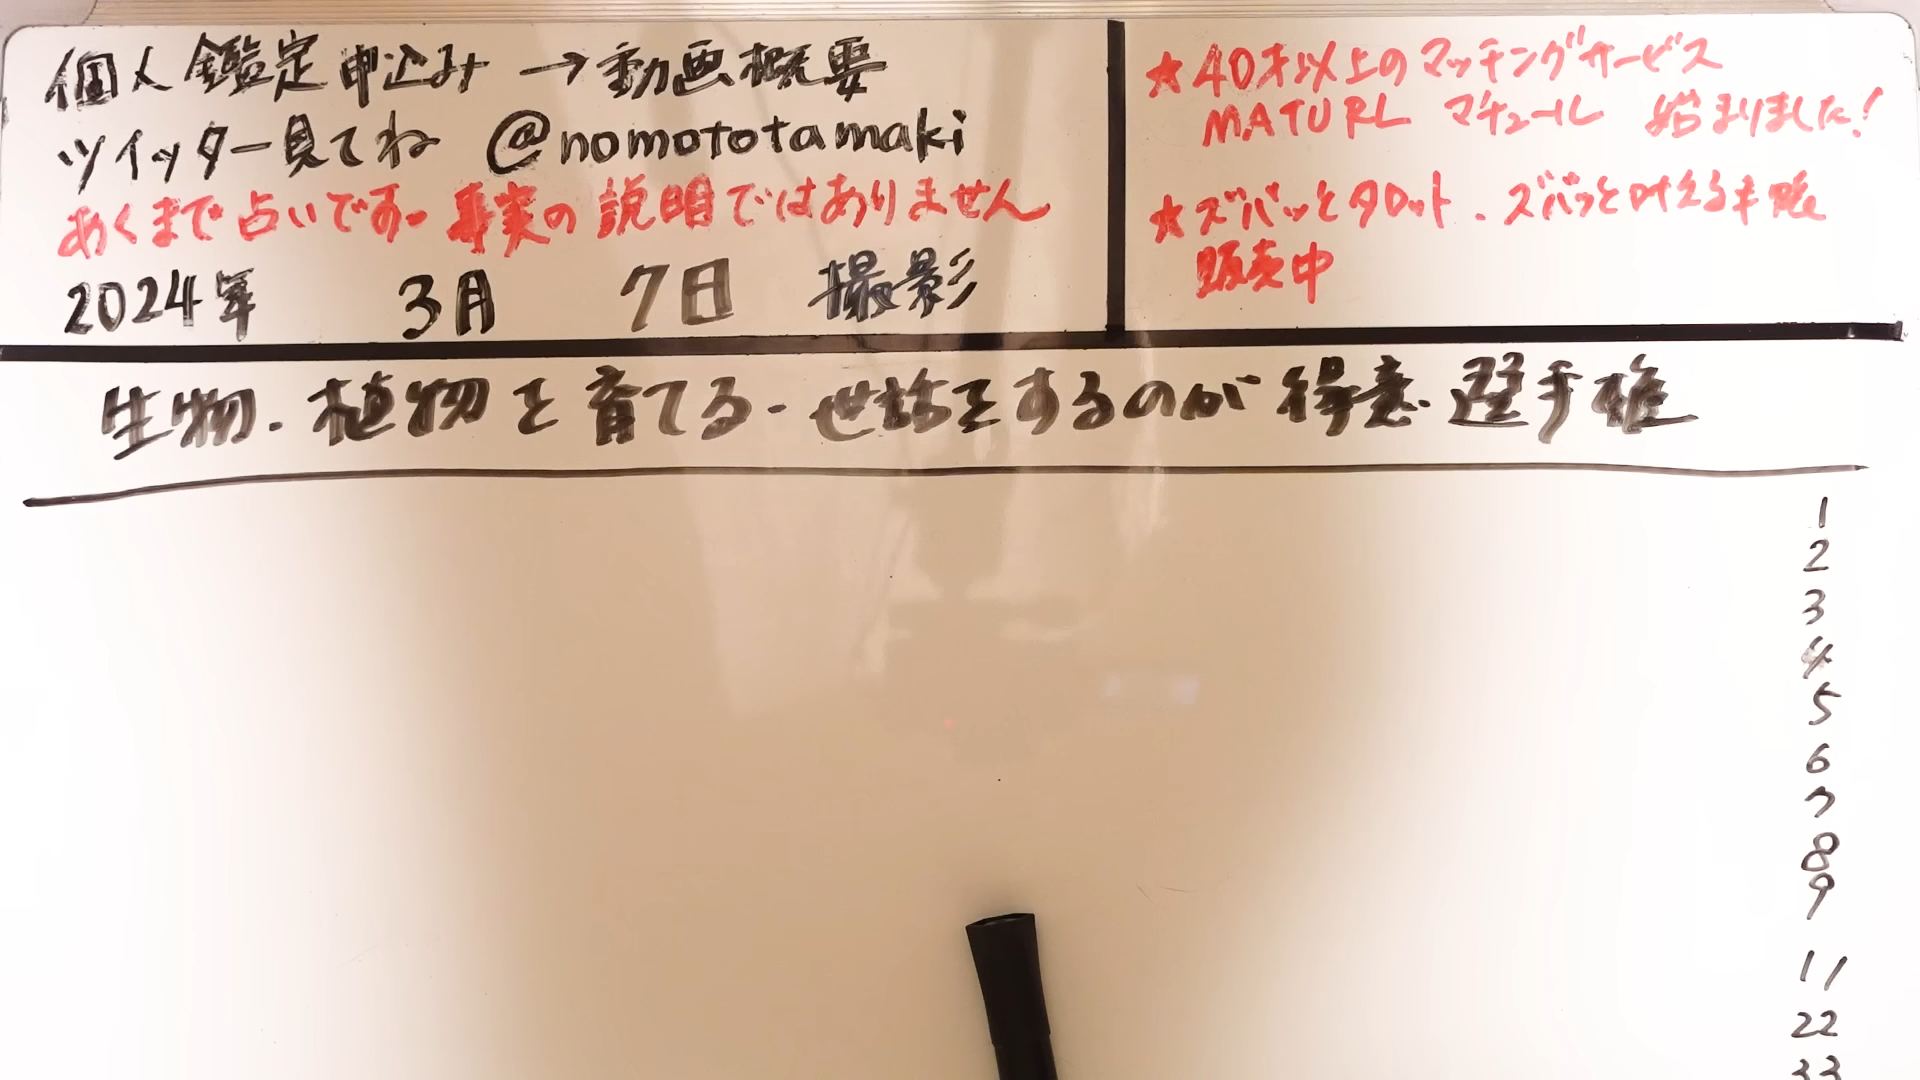 個人鑑定申込み→動画概要
ツイッター見てね @nomototamaki
あくまで占いです。事実の説明ではありません
2024年 3月 7日 撮影
★40才以上のマッチングサービス
MATURL マチュール 始まりました!
★ズバッとタロット.ズバッと叶える手帳
販売中
生物.植物を育てる.世話をするのが得意選手権
1
2
3
4
5
6
7
8
9
11
22
33